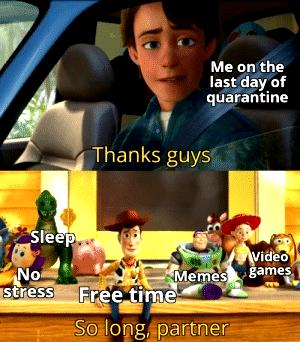 Me on the
last day of
quarantine
Thanks guys
Sleep
No
stress
Free time
Memes
Video
games
So long, partner